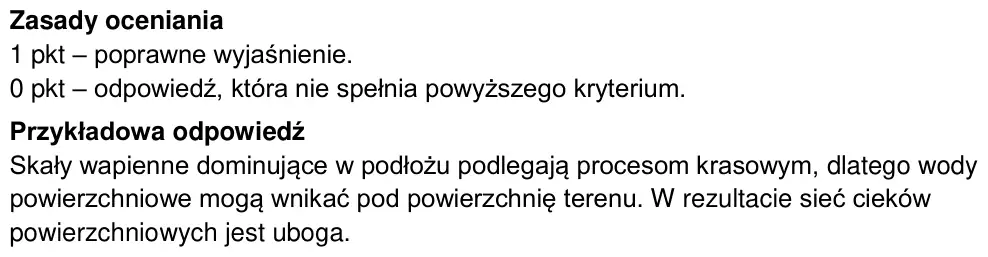 Zasady oceniania
1 pkt – poprawne wyjaśnienie.
0 pkt – odpowiedź, która nie spełnia powyższego kryterium.
Przykładowa odpowiedź
Skały wapienne dominujące w podłożu podlegają procesom krasowym, dlatego wody
powierzchniowe mogą wnikać pod powierzchnię terenu. W rezultacie sieć cieków
powierzchniowych jest uboga.